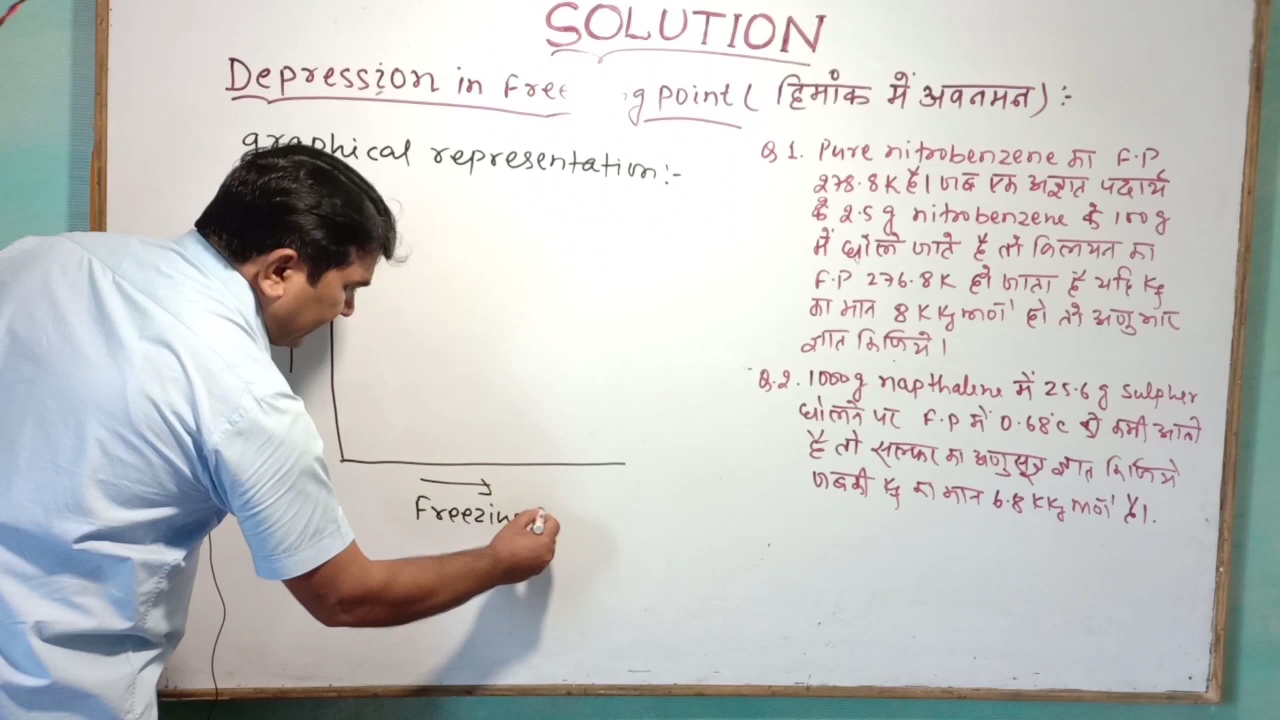 SOLUTION
Depression in Free g point ( हिमांक में अवनमन ) :-
graphical representation:-
Q 1. Pure nitrobenzene का F.P
278.8K है। जब एक अज्ञात पदार्थ
के 2.5 g nitrobenzene के 100 g
में घोले जाते है तो विलयन का
F.P 276.8K हो जाता है यदि Kf
का मान 8 K Kg mol⁻¹ हो तो अणुभार
ज्ञात किजिये।
Q.2. 1000g napthalene में 25.6 g sulpher
घोलने पर F.P में 0.68°c की कमी आती
है तो सल्फर का अणुसूत्र ज्ञात किजिये
जबकी Kf का मान 6.8 K Kg mol⁻¹ है।.
Freezin